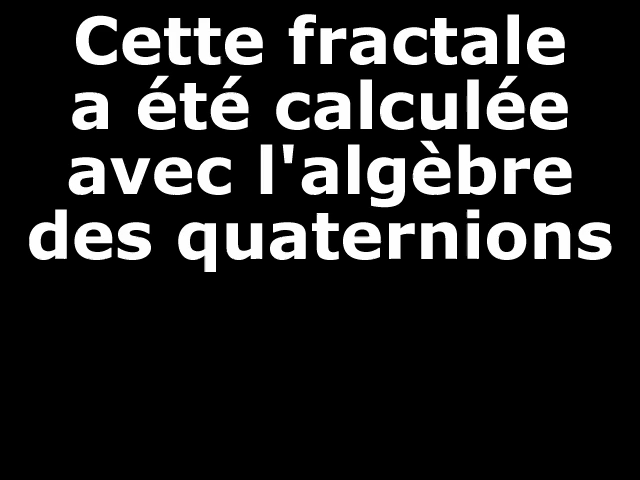 Cette fractale
a été calculée
avec l'algèbre
des quaternions